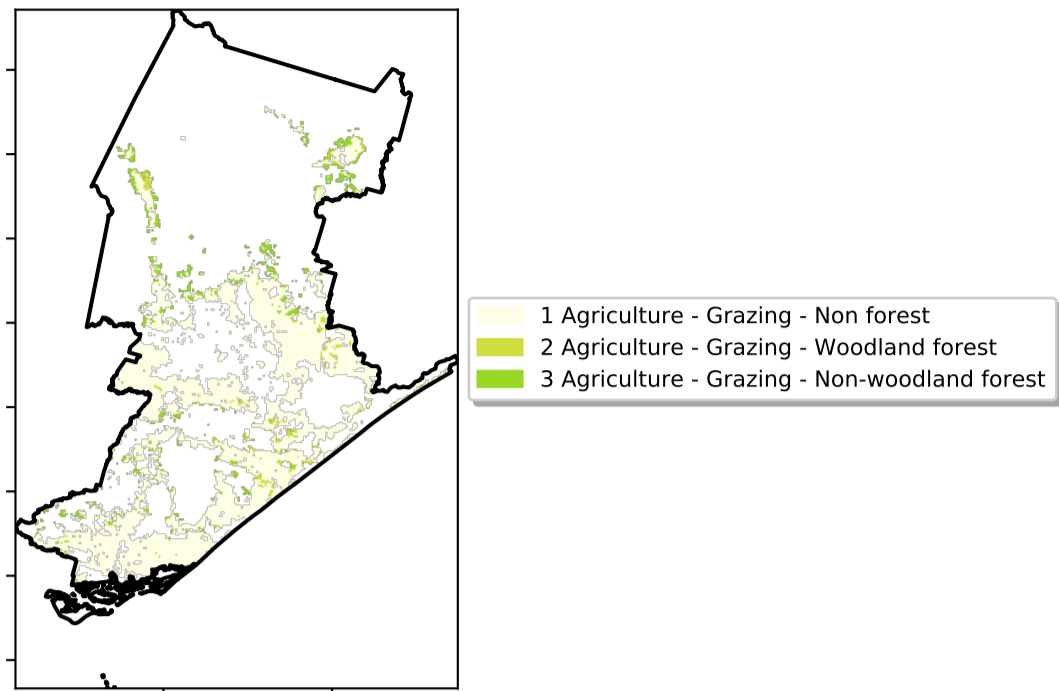 1 Agriculture - Grazing - Non forest
2 Agriculture - Grazing - Woodland forest
3 Agriculture - Grazing - Non-woodland forest